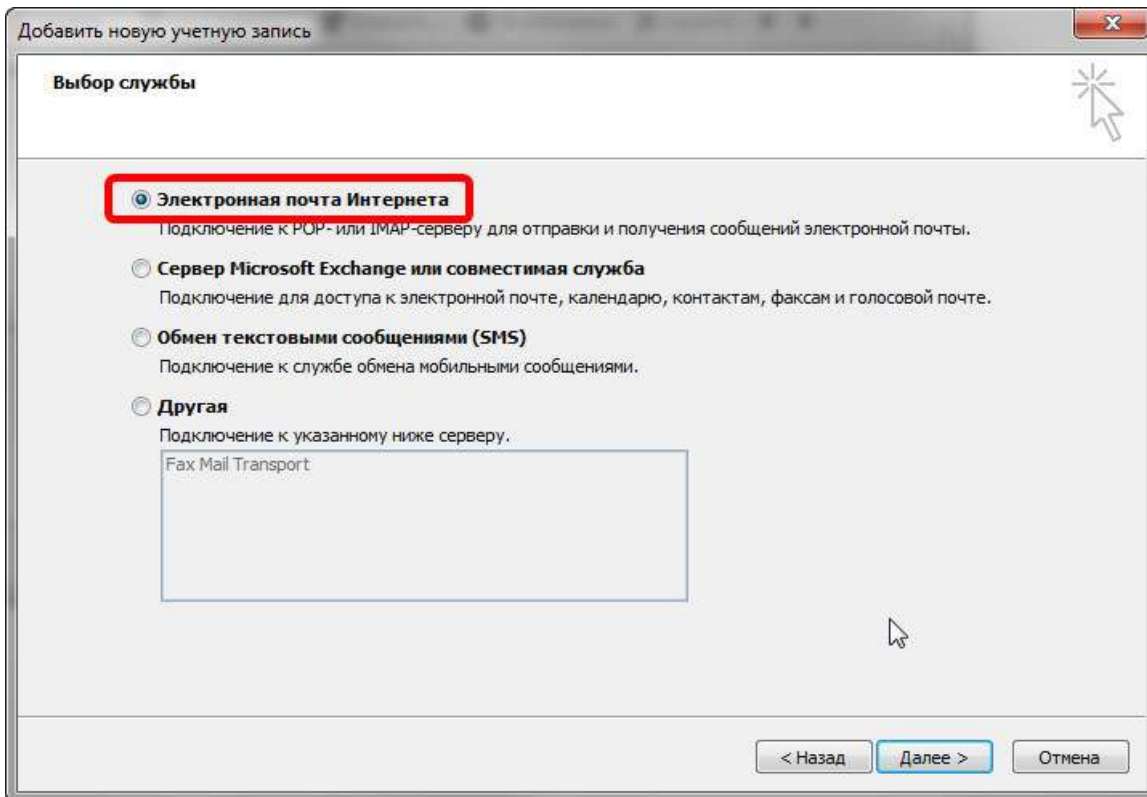 Добавить новую учетную запись
Выбор службы
Электронная почта Интернета
Подключение к POP- или IMAP-серверу для отправки и получения сообщений электронной почты.
Сервер Microsoft Exchange или совместимая служба
Подключение для доступа к электронной почте, календарю, контактам, факсам и голосовой почте.
Обмен текстовыми сообщениями (SMS)
Подключение к службе обмена мобильными сообщениями.
Другая
Подключение к указанному ниже серверу.
Fax Mail Transport
< Назад Далее > Отмена